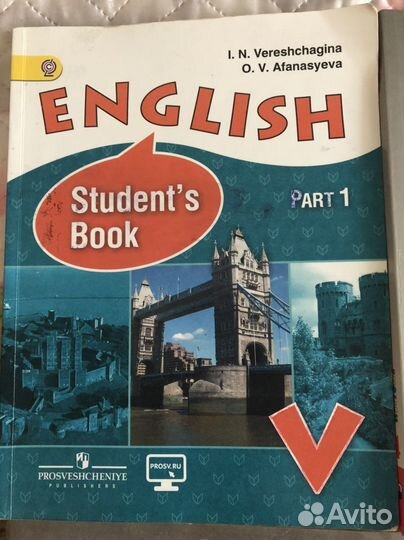 I. N. Vereshchagina
O. V. Afanasyeva
ENGLISH
Student's
Book
PART 1
V
PROSVESHCHENIYE
PUBLISHERS
PROSV.RU
Avito